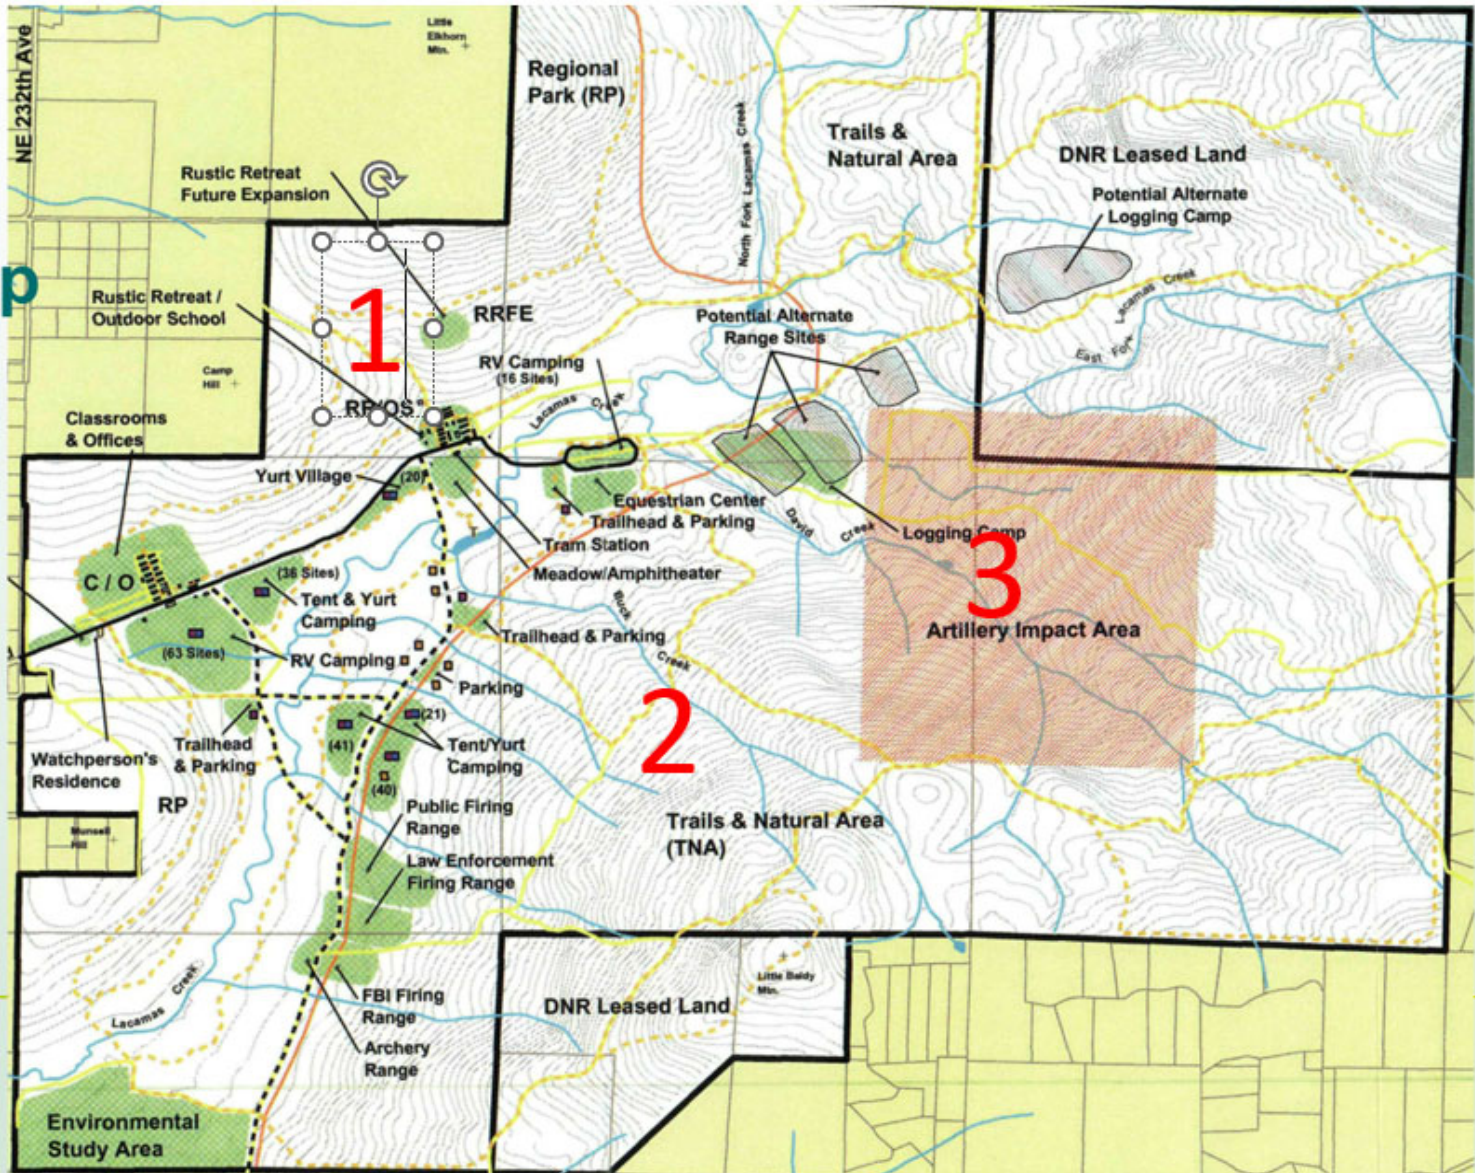 NE 232th Ave
Little
Elkhorn
Mtn.
Regional
Park (RP)
North Fork Lacamas Creek
Trails &
Natural Area
DNR Leased Land
Potential Alternate
Logging Camp
Rustic Retreat
Future Expansion
p
Rustic Retreat /
Outdoor School
1
RRFE
Potential Alternate
Range Sites
East Fork Lacamas Creek
Camp
Hill
RV Camping
(16 Sites)
Lacamas Creek
Classrooms
& Offices
Yurt Village
(20)
Equestrian Center
Trailhead & Parking
Tram Station
Meadow/Amphitheater
David Creek
Logging Camp
3
Artillery Impact Area
C / O
(36 Sites)
Tent & Yurt
Camping
Buck Creek
Trailhead & Parking
(63 Sites)
RV Camping
Parking
2
(21)
(41)
Tent/Yurt
Camping
(40)
Watchperson's
Residence
Trailhead
& Parking
RP
Munsell
Hill
Public Firing
Range
Trails & Natural Area
(TNA)
Law Enforcement
Firing Range
Lacamas Creek
FBI Firing
Range
DNR Leased Land
Little Baldy
Mtn.
Archery
Range
Environmental
Study Area